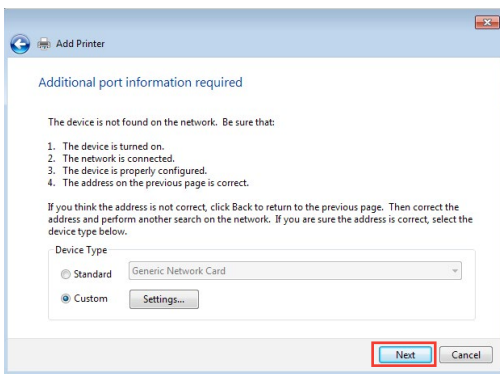 Add Printer
Additional port information required
The device is not found on the network. Be sure that:
1. The device is turned on.
2. The network is connected.
3. The device is properly configured.
4. The address on the previous page is correct.
If you think the address is not correct, click Back to return to the previous page. Then correct the
address and perform another search on the network. If you are sure the address is correct, select the
device type below.
Device Type
Standard Generic Network Card
Custom Settings...
Next Cancel